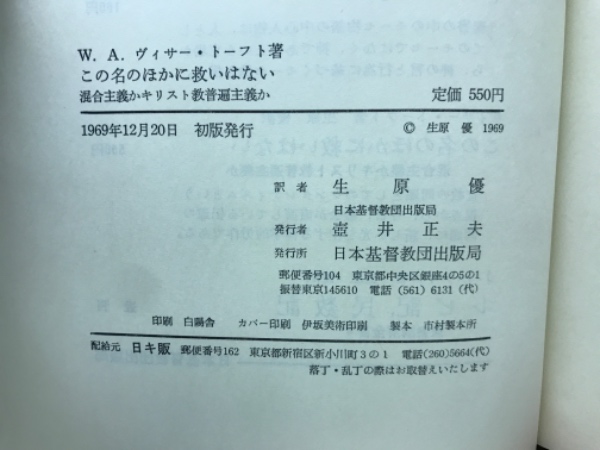 W. A. ヴィサー・トーフト著
この名のほかに救いはない
混合主義かキリスト教普遍主義か
定価 550円
1969年12月20日 初版発行
© 生原 優 1969
訳者 生原 優
日本基督教団出版局
発行者 壺井正夫
発行所 日本基督教団出版局
郵便番号104 東京都中央区銀座4の5の1
振替東京145610 電話 (561) 6131(代)
印刷 白鷗舎 カバー印刷 伊坂美術印刷 製本 市村製本所
配給元 日キ販 郵便番号162 東京都新宿区新小川町3の1 電話(260)5664(代)
落丁・乱丁の際はお取替えいたします